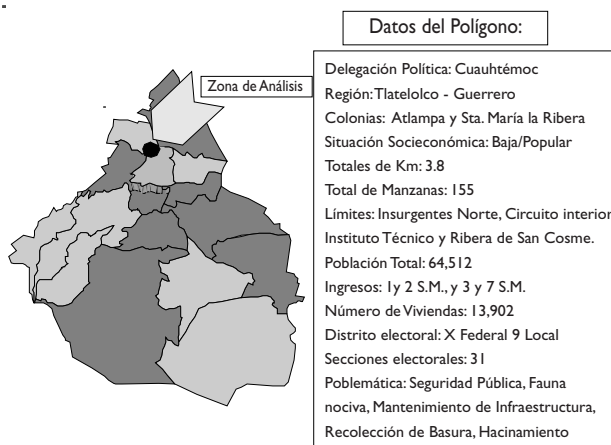 Datos del Polígono:
Zona de Análisis
Delegación Política: Cuauhtémoc
Región: Tlatelolco - Guerrero
Colonias: Atlampa y Sta. María la Ribera
Situación Socioeconómica: Baja/Popular
Totales de Km: 3.8
Total de Manzanas: 155
Límites: Insurgentes Norte, Circuito interior
Instituto Técnico y Ribera de San Cosme.
Población Total: 64,512
Ingresos: 1y 2 S.M., y 3 y 7 S.M.
Número de Viviendas: 13,902
Distrito electoral: X Federal 9 Local
Secciones electorales: 31
Poblemática: Seguridad Pública, Fauna
nociva, Mantenimiento de Infraestructura,
Recolección de Basura, Hacinamiento